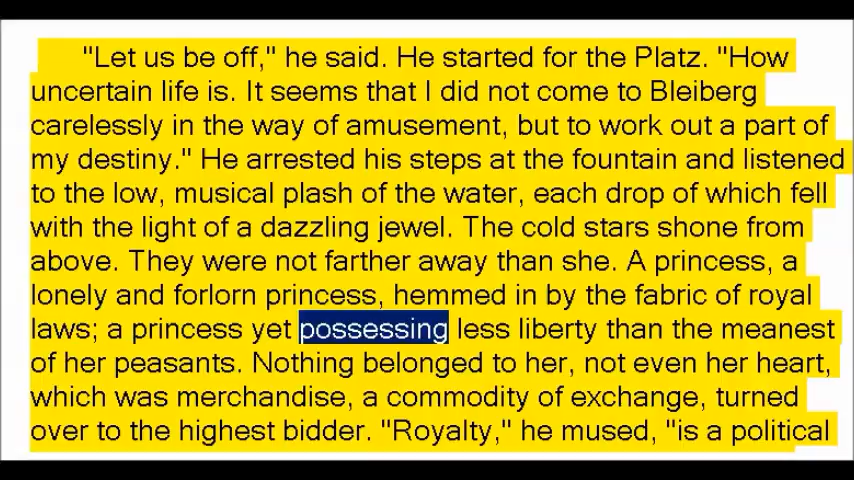 "Let us be off," he said. He started for the Platz. "How
uncertain life is. It seems that I did not come to Bleiberg
carelessly in the way of amusement, but to work out a part of
my destiny." He arrested his steps at the fountain and listened
to the low, musical plash of the water, each drop of which fell
with the light of a dazzling jewel. The cold stars shone from
above. They were not farther away than she. A princess, a
lonely and forlorn princess, hemmed in by the fabric of royal
laws; a princess yet possessing less liberty than the meanest
of her peasants. Nothing belonged to her, not even her heart,
which was merchandise, a commodity of exchange, turned
over to the highest bidder. "Royalty," he mused, "is a political